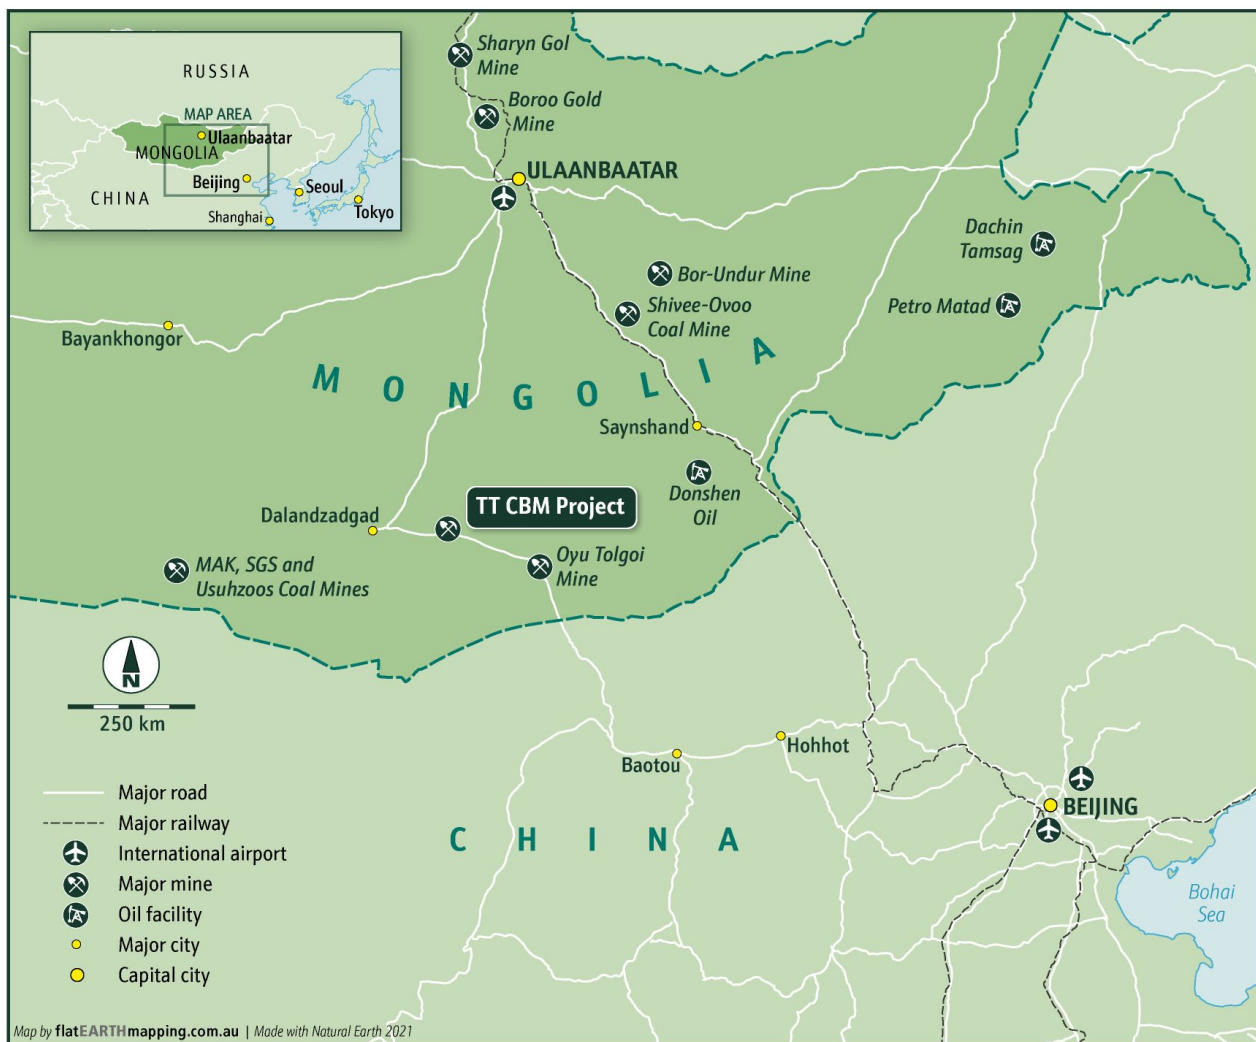 RUSSIA
MAP AREA
Ulaanbaatar
MONGOLIA
Beijing
Seoul
CHINA
Shanghai
Tokyo
Sharyn Gol
Mine
Boroo Gold
Mine
ULAANBAATAR
Dachin
Tamsag
Bor-Undur Mine
Petro Matad
Shivee-Ovoo
Coal Mine
Bayankhongor
MONGOLIA
Saynshand
Donshen
Oil
TT CBM Project
Dalandzadgad
Oyu Tolgoi
Mine
MAK, SGS and
Usuhzoos Coal Mines
N
250 km
Hohhot
Baotou
BEIJING
CHINA
Bohai
Sea
Major road
Major railway
International airport
Major mine
Oil facility
Major city
Capital city
Map by flatEARTHmapping.com.au | Made with Natural Earth 2021